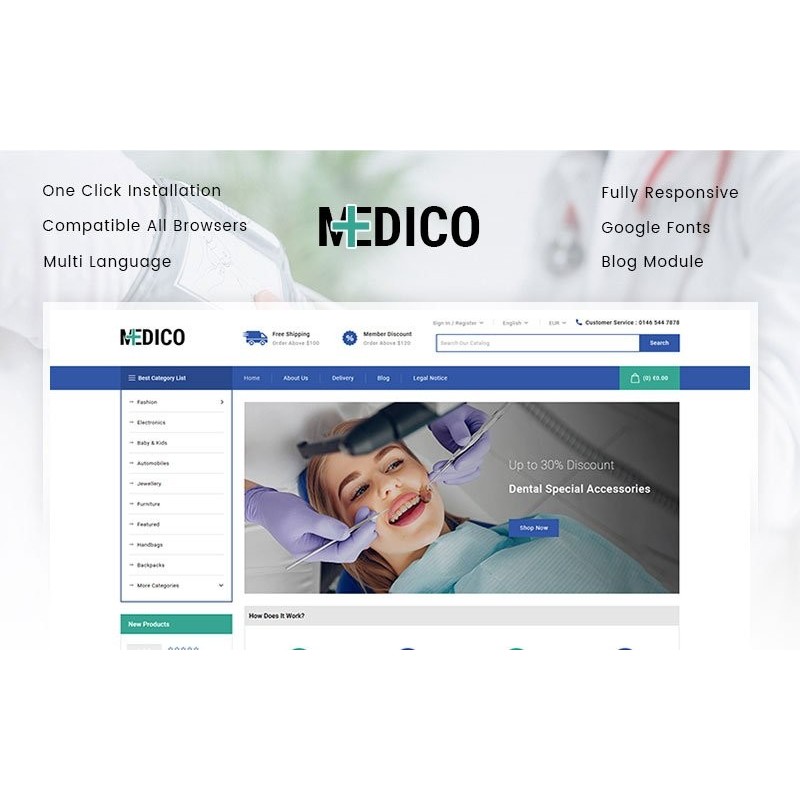 One Click Installation
Compatible All Browsers
Multi Language
MEDICO
Fully Responsive
Google Fonts
Blog Module
MEDICO
Free Shipping
Order Above $100
Member Discount
Order Above $120
Sign In / Register
English
EUR
Customer Service : 0146 544 7878
Search Our Catalog
Search
Best Category List
Home
About Us
Delivery
Blog
Legal Notice
(0) €0.00
Fashion
Electronics
Baby & Kids
Automobiles
Jewellery
Furniture
Featured
Handbags
Backpacks
More Categories
Up to 30% Discount
Dental Special Accessories
Shop Now
New Products
How Does It Work?